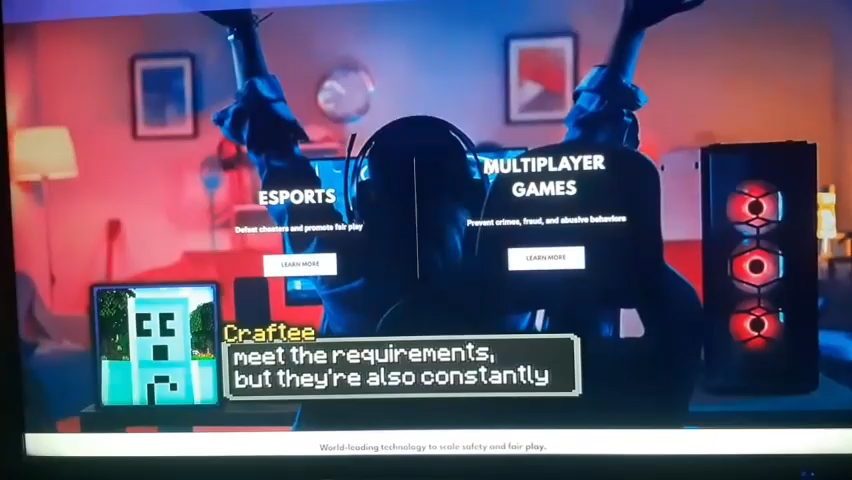 ESPORTS
Defeat cheaters and promote fair play
LEARN MORE
MULTIPLAYER
GAMES
Prevent crimes, fraud, and abusive behaviors
LEARN MORE
Craftee
meet the requirements,
but they're also constantly
World-leading technology to scale safety and fair play.